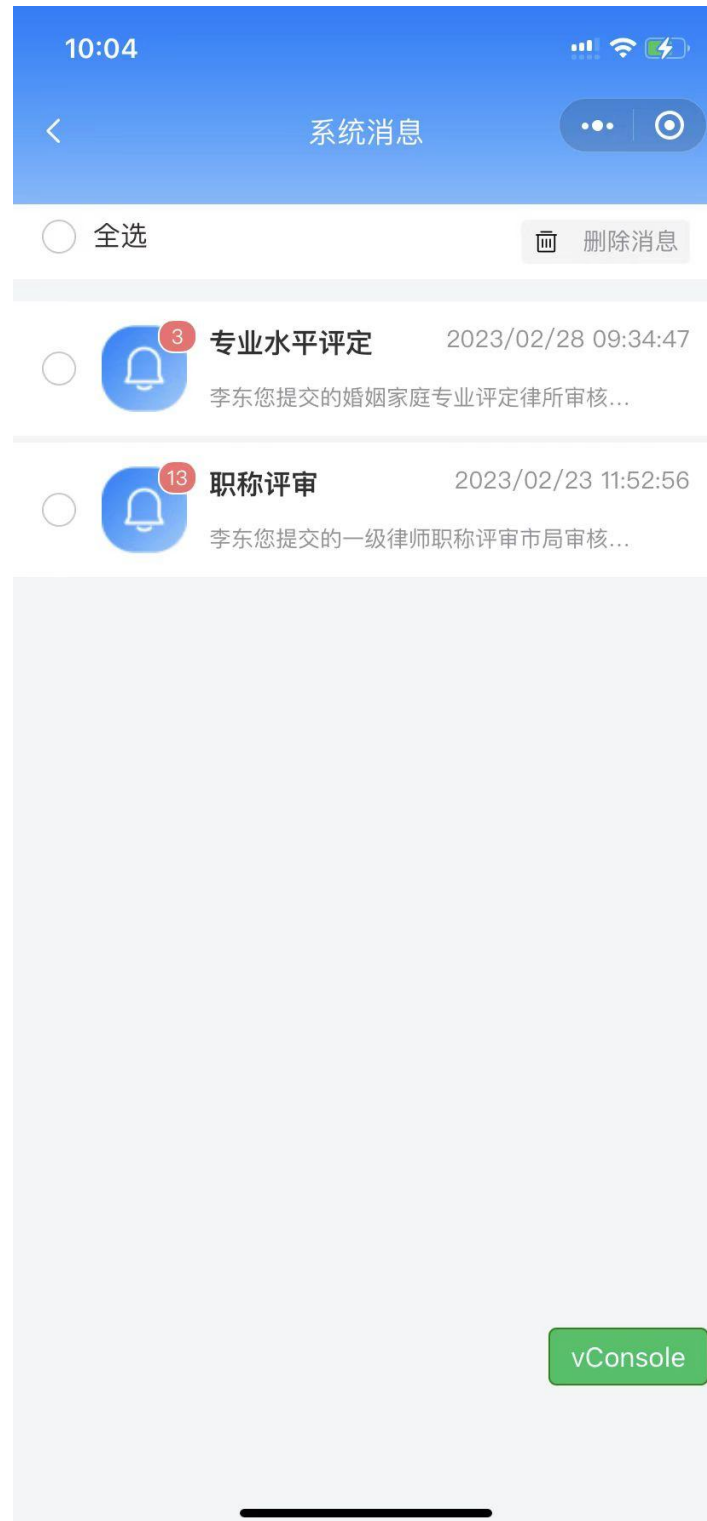 10:04
系统消息
全选
删除消息
3
专业水平评定
2023/02/28 09:34:47
李东您提交的婚姻家庭专业评定律所审核...
13
职称评审
2023/02/23 11:52:56
李东您提交的一级律师职称评审市局审核...
vConsole